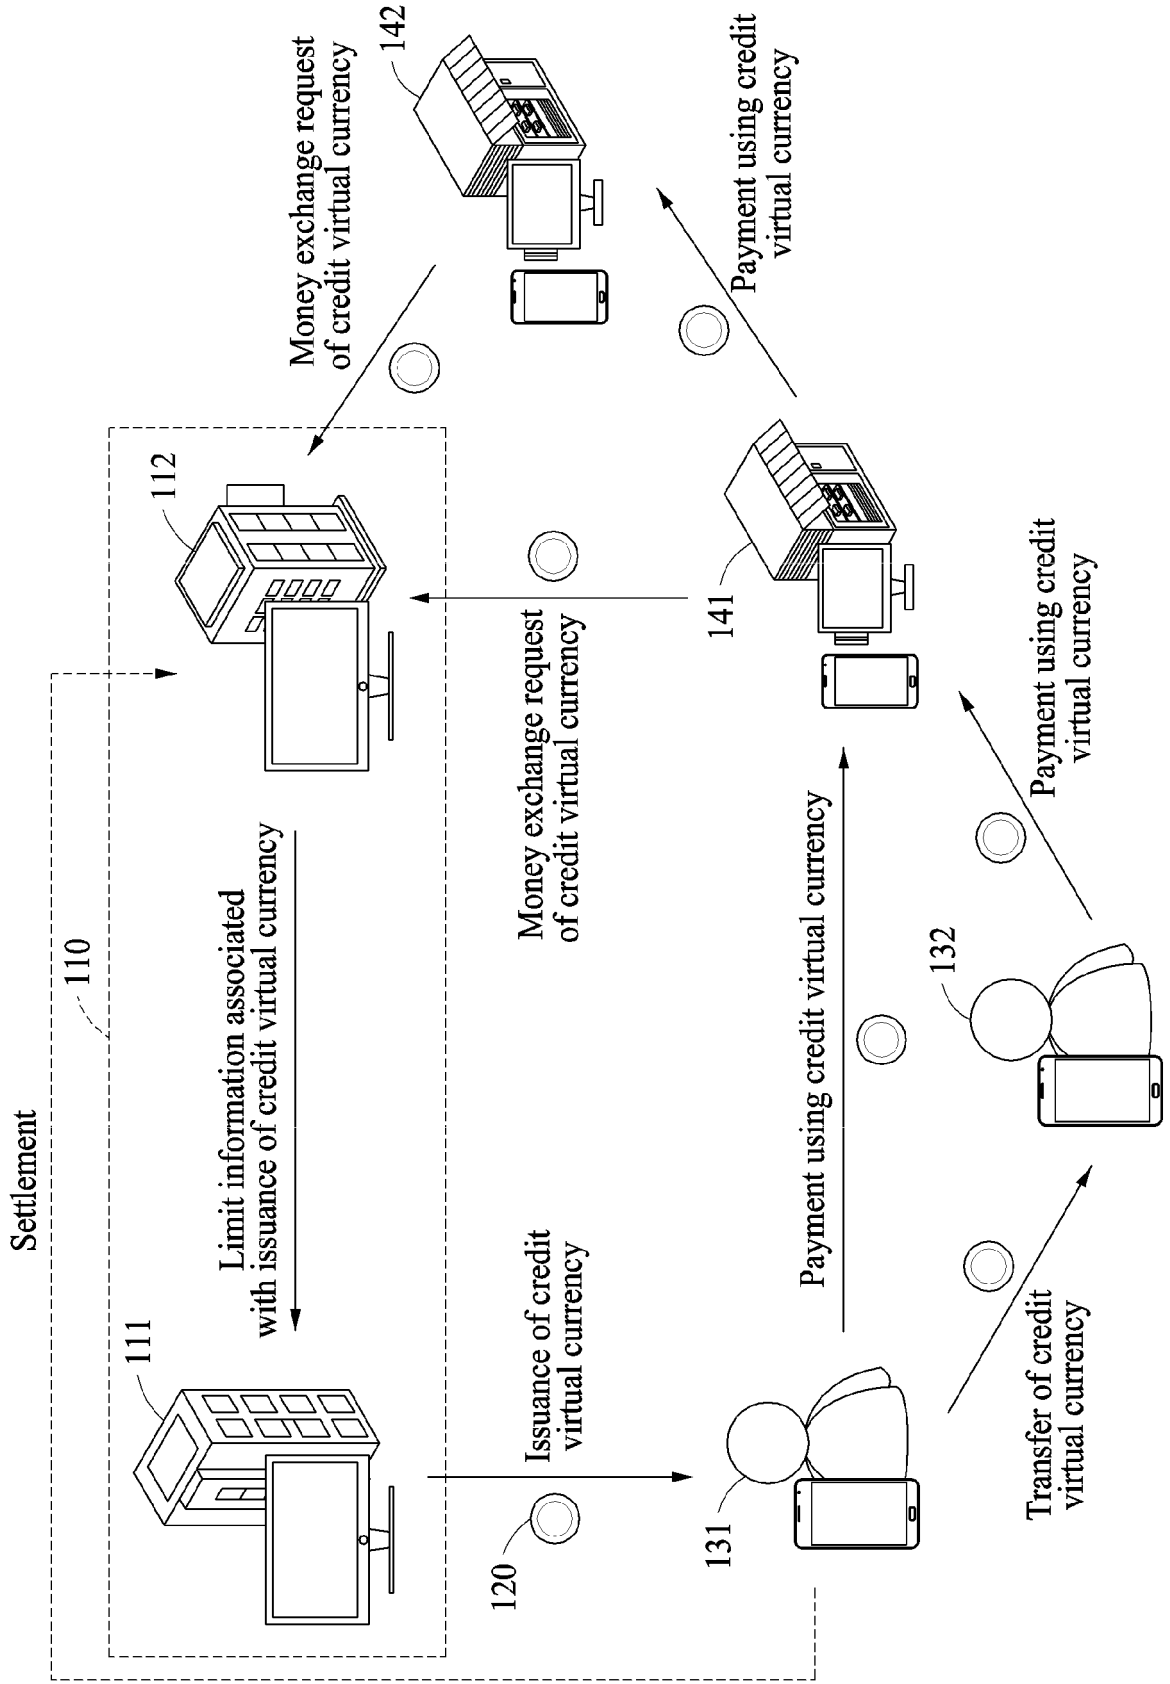 Settlement
110
111
Limit information associated
with issuance of credit virtual currency
112
Money exchange request
of credit virtual currency
142
120
Issuance of credit
virtual currency
Money exchange request
of credit virtual currency
131
Payment using credit virtual currency
141
Payment using credit
virtual currency
Transfer of credit
virtual currency
132
Payment using credit
virtual currency